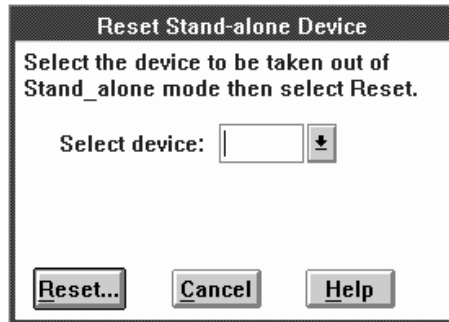 Reset Stand-alone Device
Select the device to be taken out of
Stand_alone mode then select Reset.
Select device:
Reset...
Cancel
Help